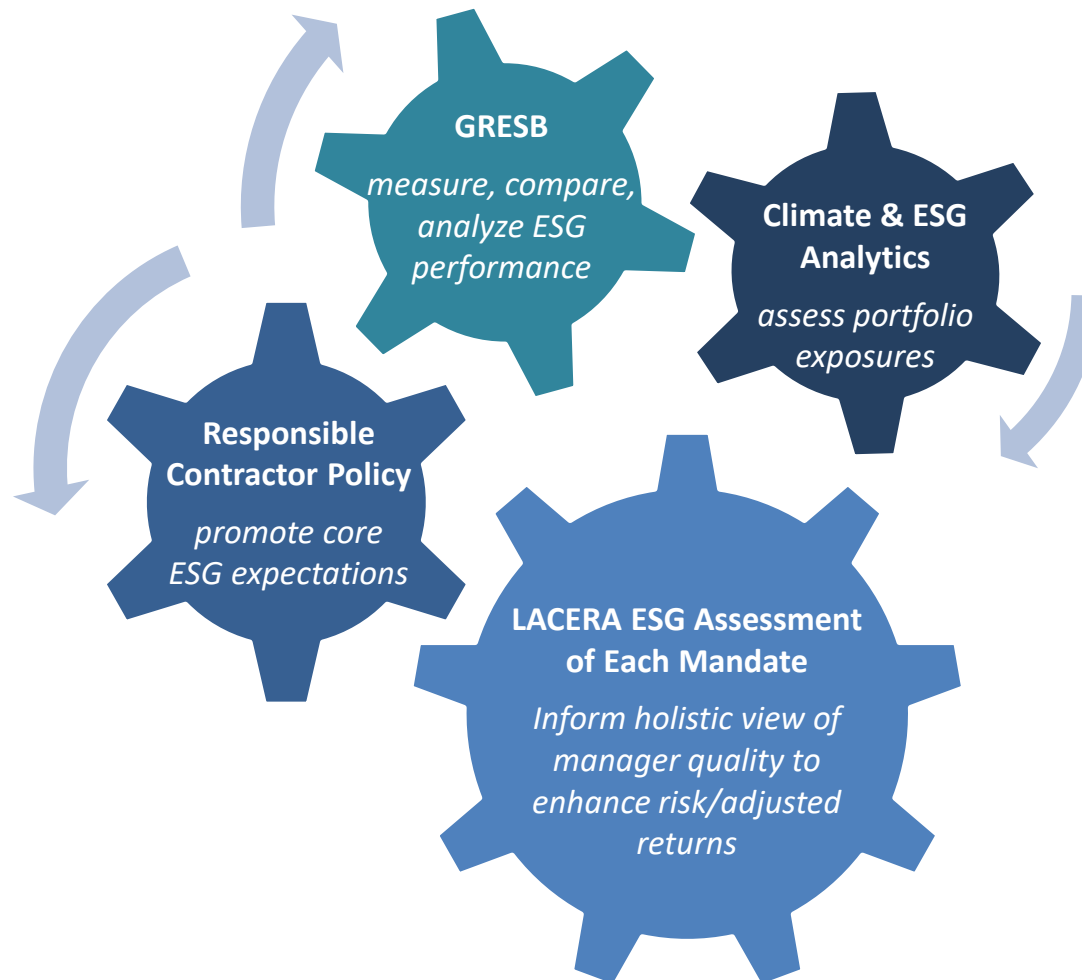 GRESB
measure, compare,
analyze ESG
performance
Climate & ESG
Analytics
assess portfolio
exposures
Responsible
Contractor Policy
promote core
ESG expectations
LACERA ESG Assessment
of Each Mandate
Inform holistic view of
manager quality to
enhance risk/adjusted
returns